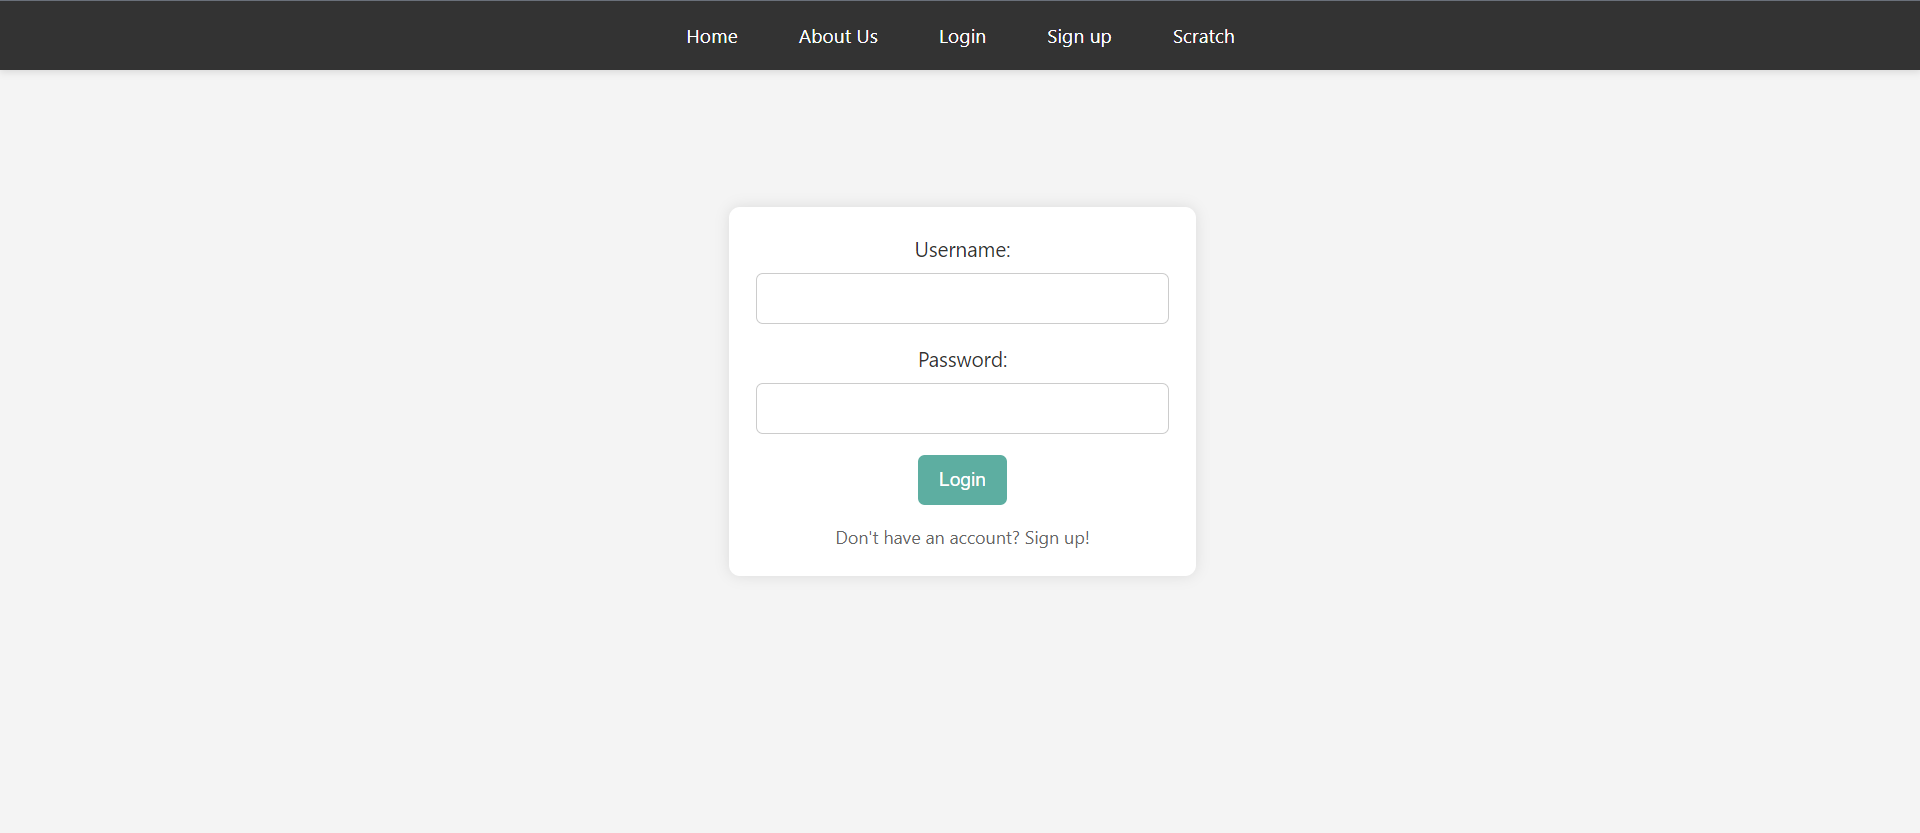 Home About Us Login Sign up Scratch
Username:
Password:
Login
Don't have an account? Sign up!